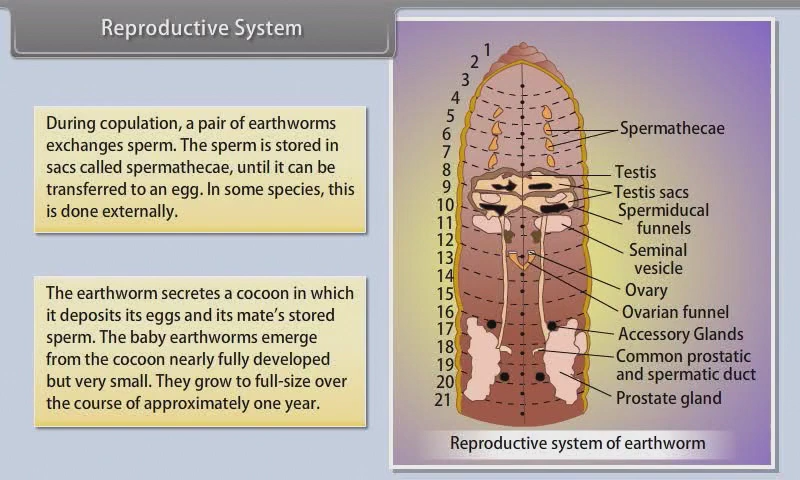 Reproductive System
During copulation, a pair of earthworms
exchanges sperm. The sperm is stored in
sacs called spermathecae, until it can be
transferred to an egg. In some species, this
is done externally.
The earthworm secretes a cocoon in which
it deposits its eggs and its mate's stored
sperm. The baby earthworms emerge
from the cocoon nearly fully developed
but very small. They grow to full-size over
the course of approximately one year.
1
2
3
4
5
6
7
8
9
10
11
12
13
14
15
16
17
18
19
20
21
Spermathecae
Testis
Testis sacs
Spermiducal
funnels
Seminal
vesicle
Ovary
Ovarian funnel
Accessory Glands
Common prostatic
and spermatic duct
Prostate gland
Reproductive system of earthworm